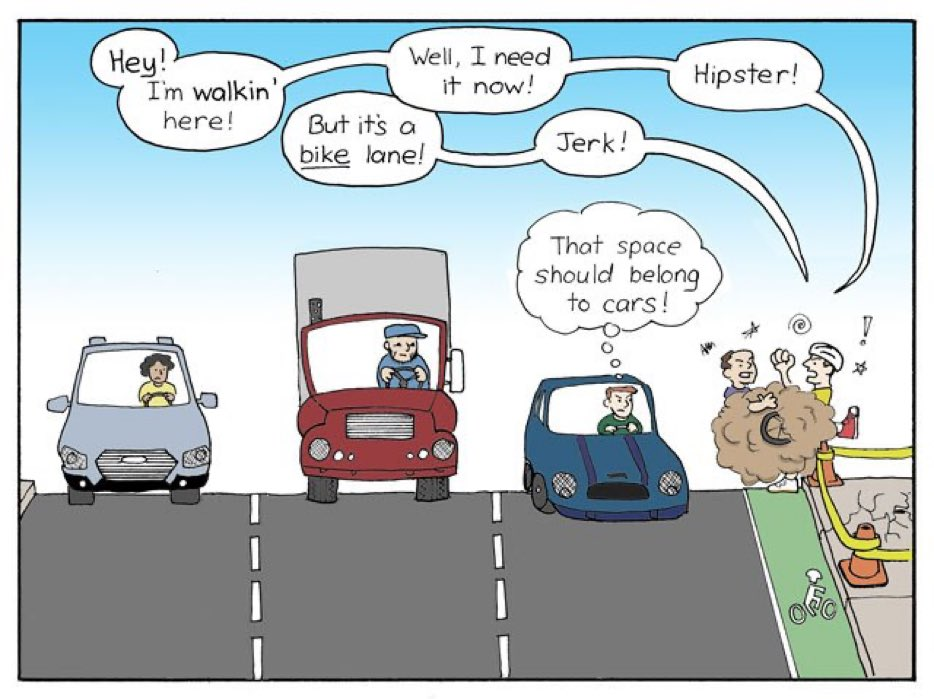 Hey!
I'm walkin'
here!
Well, I need
it now!
Hipster!
But it's a
bike lane!
Jerk!
That space
should belong
to cars!
!